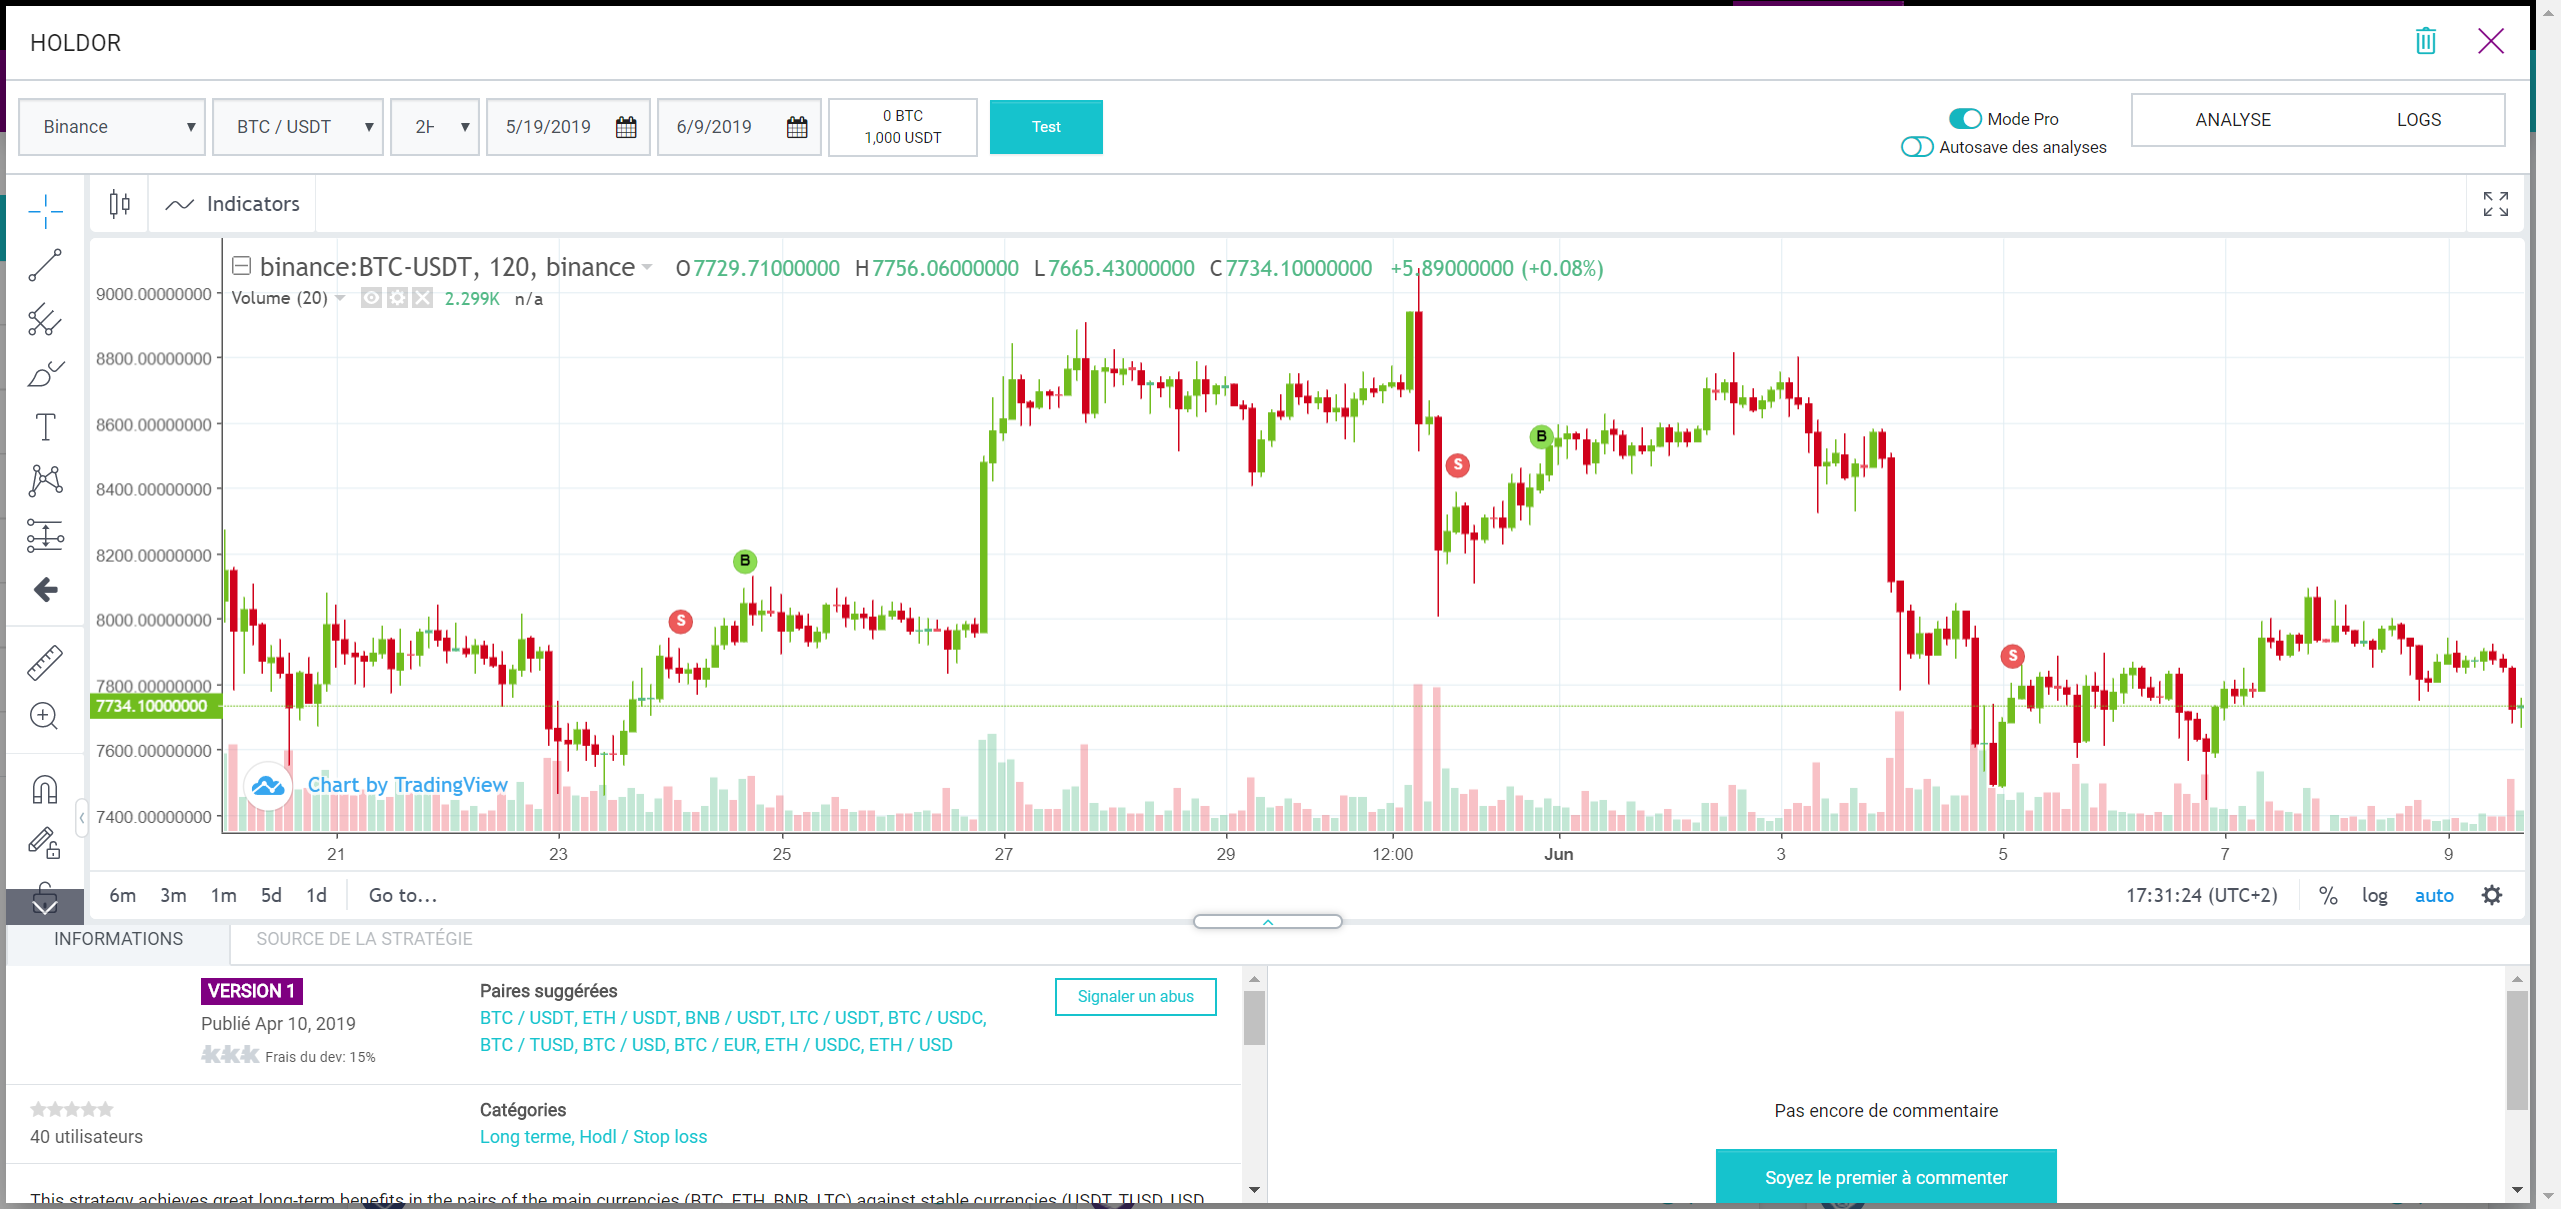 HOLDOR
Binance
BTC / USDT
5/19/2019
6/9/2019
0 BTC
1,000 USDT
Test
Mode Pro
Autosave des analyses
ANALYSE
LOGS
Indicators
binance:BTC-USDT, 120, binance O7729.71000000 H7756.06000000 L7665.43000000 C7734.10000000 +5.89000000 (+0.08%)
Volume (20) 2.299K n/a
9000.00000000
8800.00000000
8600.00000000
8400.00000000
8200.00000000
8000.00000000
7800.00000000
7734.10000000
7600.00000000
7400.00000000
S
B
S
B
S
Chart by TradingView
21 23 25 27 29 12:00 Jun 3 5 7 9
6m 3m 1m 5d 1d Go to...
17:31:24 (UTC+2) % log auto
INFORMATIONS
SOURCE DE LA STRATÉGIE
VERSION 1
Publié Apr 10, 2019
Frais du dev: 15%
Paires suggérées
BTC / USDT, ETH / USDT, BNB / USDT, LTC / USDT, BTC / USDC,
BTC / TUSD, BTC / USD, BTC / EUR, ETH / USDC, ETH / USD
Signaler un abus
40 utilisateurs
Catégories
Long terme, Hodl / Stop loss
This strategy achieves great long-term benefits in the pairs of the main currencies (BTC, ETH, BNB, LTC) against stable currencies (USDT, TUSD, USD
Pas encore de commentaire
Soyez le premier à commenter